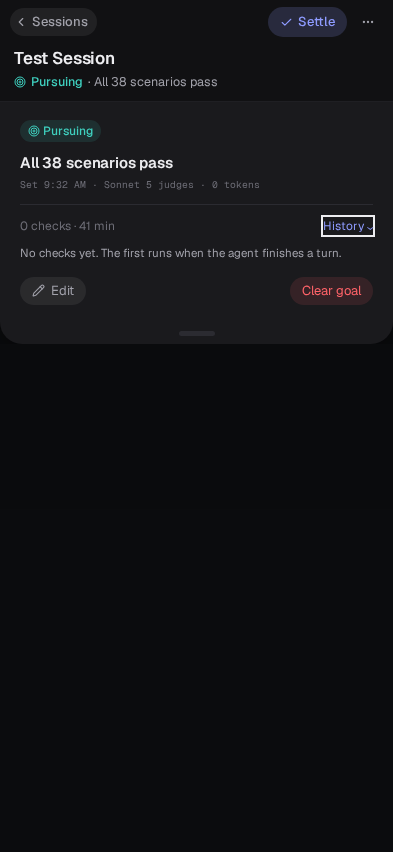 Sessions
Settle
Test Session
Pursuing · All 38 scenarios pass
Pursuing
All 38 scenarios pass
Set 9:32 AM · Sonnet 5 judges · 0 tokens
0 checks · 41 min
History
No checks yet. The first runs when the agent finishes a turn.
Edit
Clear goal